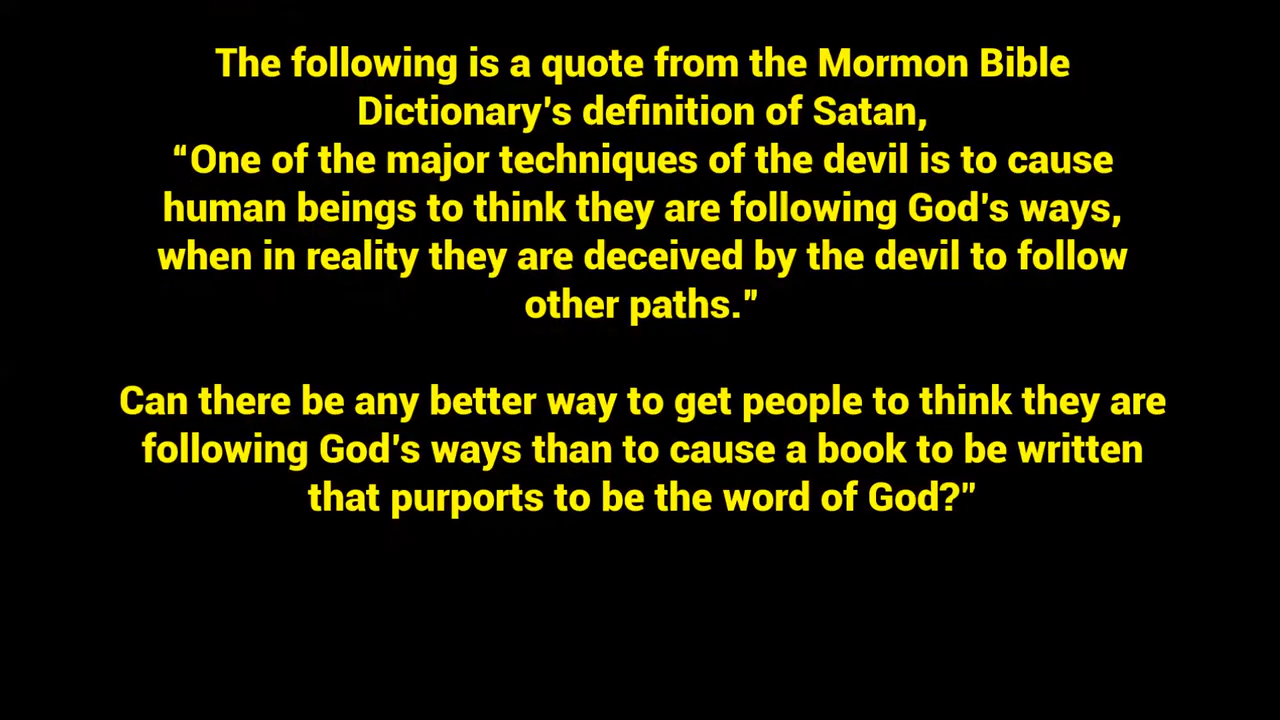 The following is a quote from the Mormon Bible
Dictionary's definition of Satan,
“One of the major techniques of the devil is to cause
human beings to think they are following God's ways,
when in reality they are deceived by the devil to follow
other paths.”
Can there be any better way to get people to think they are
following God's ways than to cause a book to be written
that purports to be the word of God?”